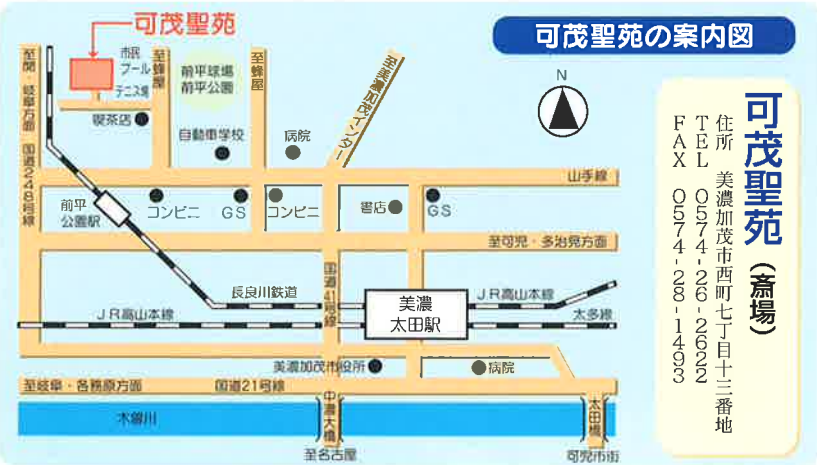 可茂聖苑
可茂聖苑の案内図
至関・岐阜方面 国道248号線
市民
プール
テニス場
至蜂屋
前平球場
前平公園
至蜂屋
至美濃加茂インター
N
喫茶店
自動車学校
病院
山手線
前平
公園駅
コンビニ
GS
コンビニ
書店
GS
至可児・多治見方面
国道41号線
長良川鉄道
美濃
太田駅
JR高山本線
JR高山本線
太多線
美濃加茂市役所
病院
至岐阜・各務原方面
国道21号線
木曽川
中濃大橋
太田橋
至名古屋
可児市街
可茂聖苑(斎場)
住所 美濃加茂市西町七丁目十三番地
TEL 0574-26-2622
FAX 0574-28-1493